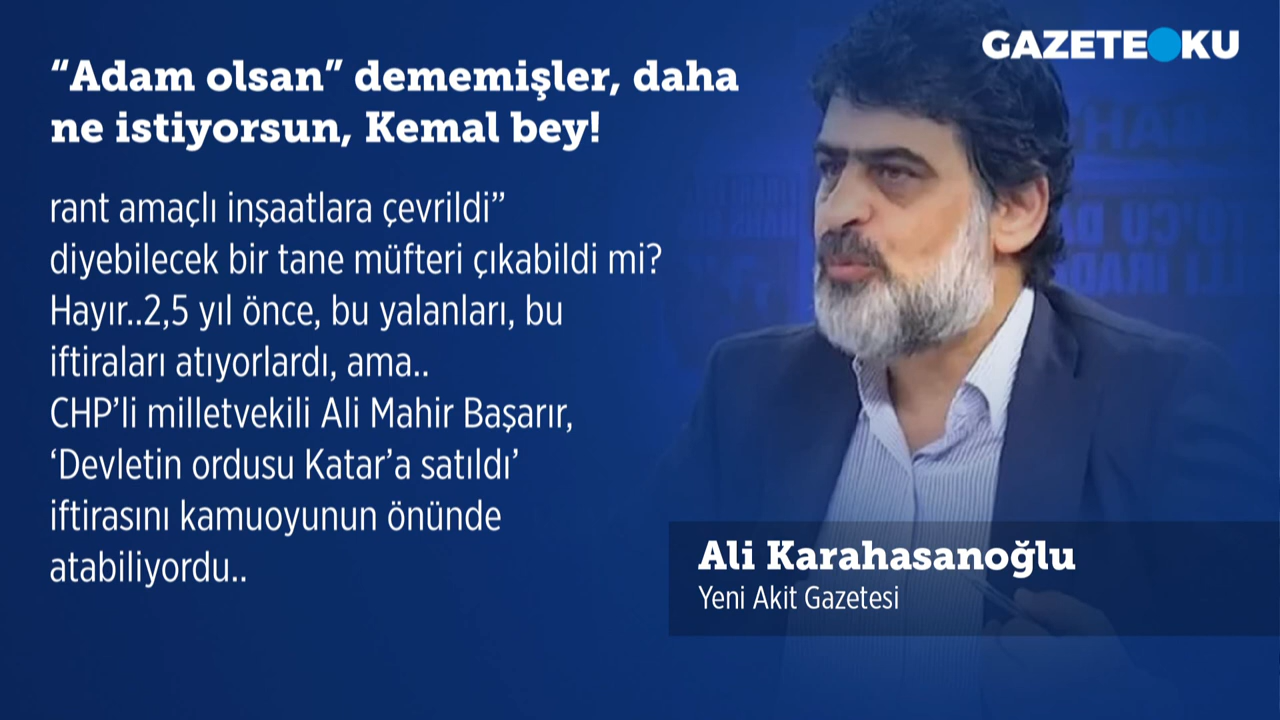 GAZETE OKU
“Adam olsan” dememişler, daha
ne istiyorsun, Kemal bey!
rant amaçlı inşaatlara çevrildi”
diyebilecek bir tane müfteri çıkabildi mi?
Hayır..2,5 yıl önce, bu yalanları, bu
iftiraları atıyorlardı, ama..
CHP’li milletvekili Ali Mahir Başarır,
‘Devletin ordusu Katar’a satıldı’
iftirasını kamuoyunun önünde
atabiliyordu..
Ali Karahasanoğlu
Yeni Akit Gazetesi